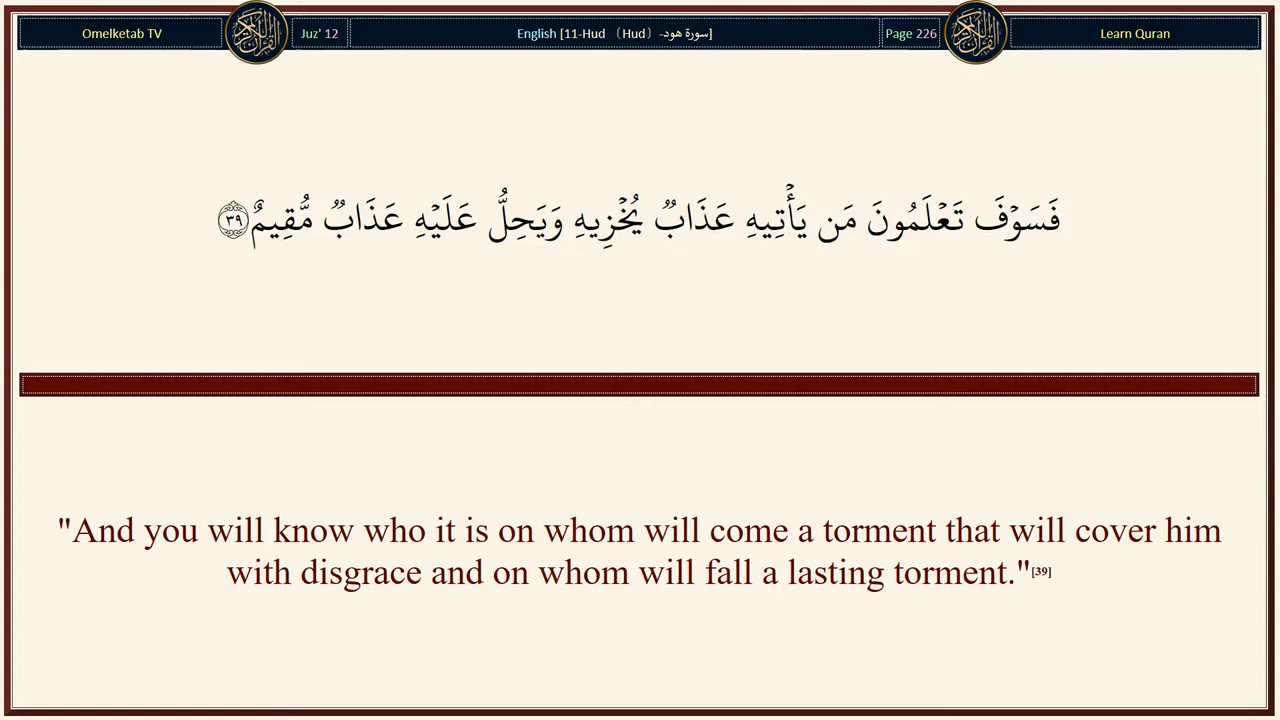 Omelketab TV
Juz' 12
English [11-Hud 〔Hud〕 -سورة هود]
Page 226
Learn Quran
فَسَوۡفَ تَعۡلَمُونَ مَن يَأۡتِيهِ عَذَابٞ يُخۡزِيهِ وَيَحِلُّ عَلَيۡهِ عَذَابٞ مُّقِيمٌ ٣٩
"And you will know who it is on whom will come a torment that will cover him
with disgrace and on whom will fall a lasting torment."[39]